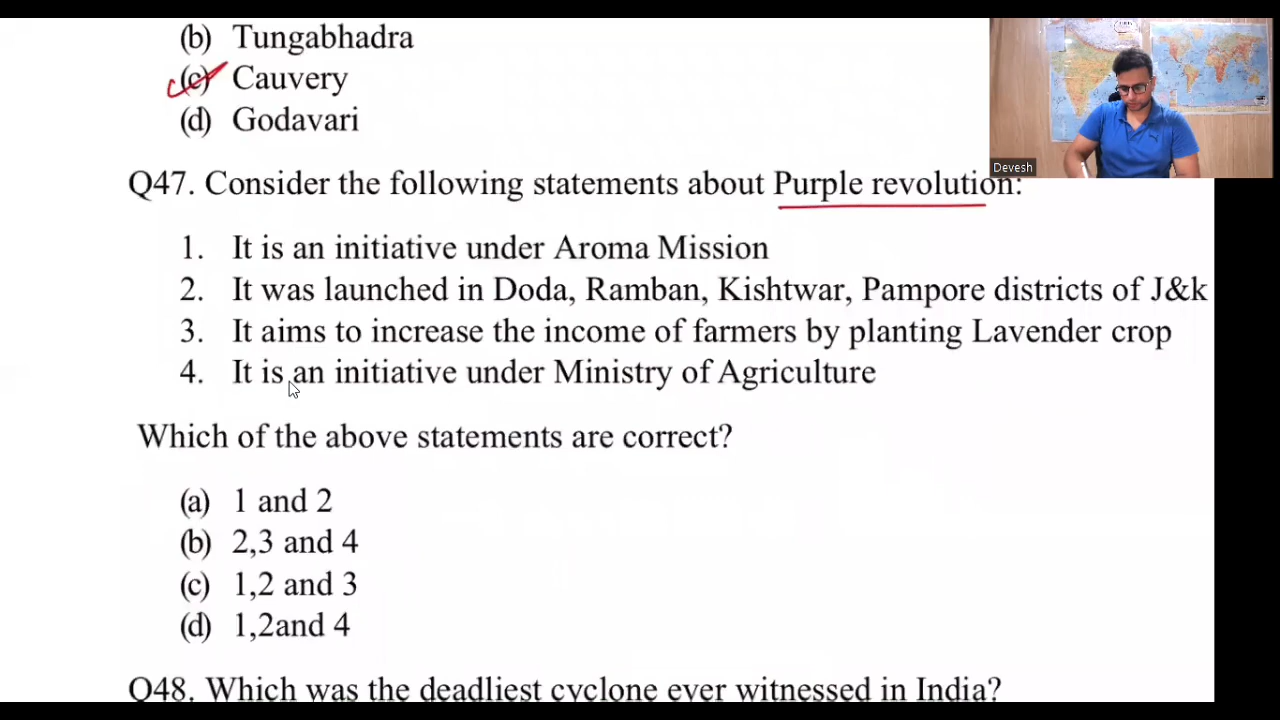 (b) Tungabhadra
(c) Cauvery
(d) Godavari
Devesh
Q47. Consider the following statements about Purple revolution:
1. It is an initiative under Aroma Mission
2. It was launched in Doda, Ramban, Kishtwar, Pampore districts of J&k
3. It aims to increase the income of farmers by planting Lavender crop
4. It is an initiative under Ministry of Agriculture
Which of the above statements are correct?
(a) 1 and 2
(b) 2,3 and 4
(c) 1,2 and 3
(d) 1,2and 4
Q48. Which was the deadliest cyclone ever witnessed in India?